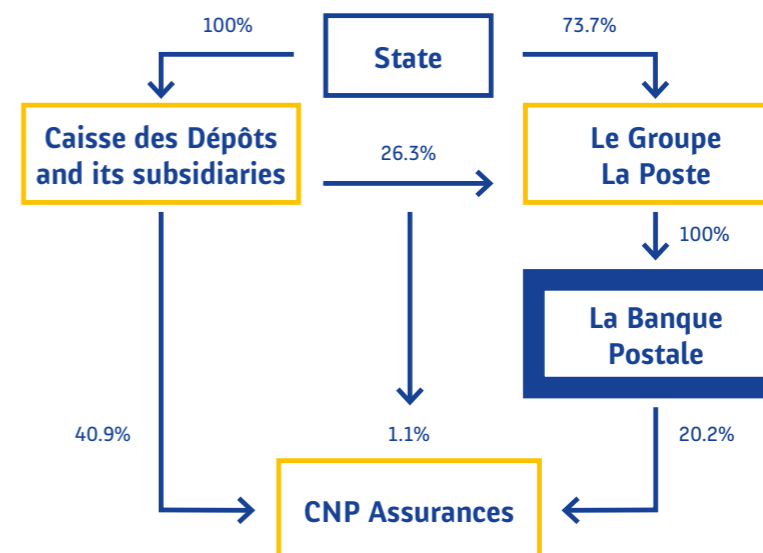 100%
State
73.7%
Caisse des Dépôts
and its subsidiaries
26.3%
Le Groupe
La Poste
100%
La Banque
Postale
40.9%
1.1%
20.2%
CNP Assurances